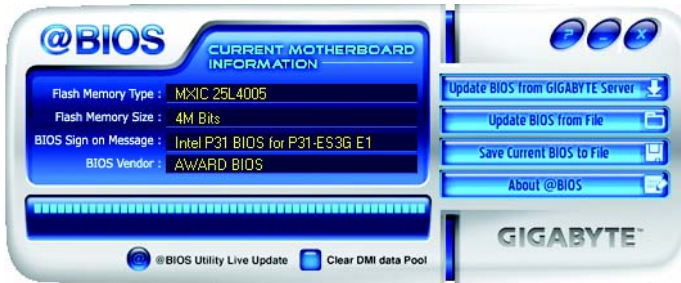 @BIOS
CURRENT MOTHERBOARD
INFORMATION
Flash Memory Type : MXIC 25L4005
Flash Memory Size : 4M Bits
BIOS Sign on Message : Intel P31 BIOS for P31-ES3G E1
BIOS Vendor : AWARD BIOS
@BIOS Utility Live Update
Clear DMI data Pool
? _ X
Update BIOS from GIGABYTE Server
Update BIOS from File
Save Current BIOS to File
About @BIOS
GIGABYTE™